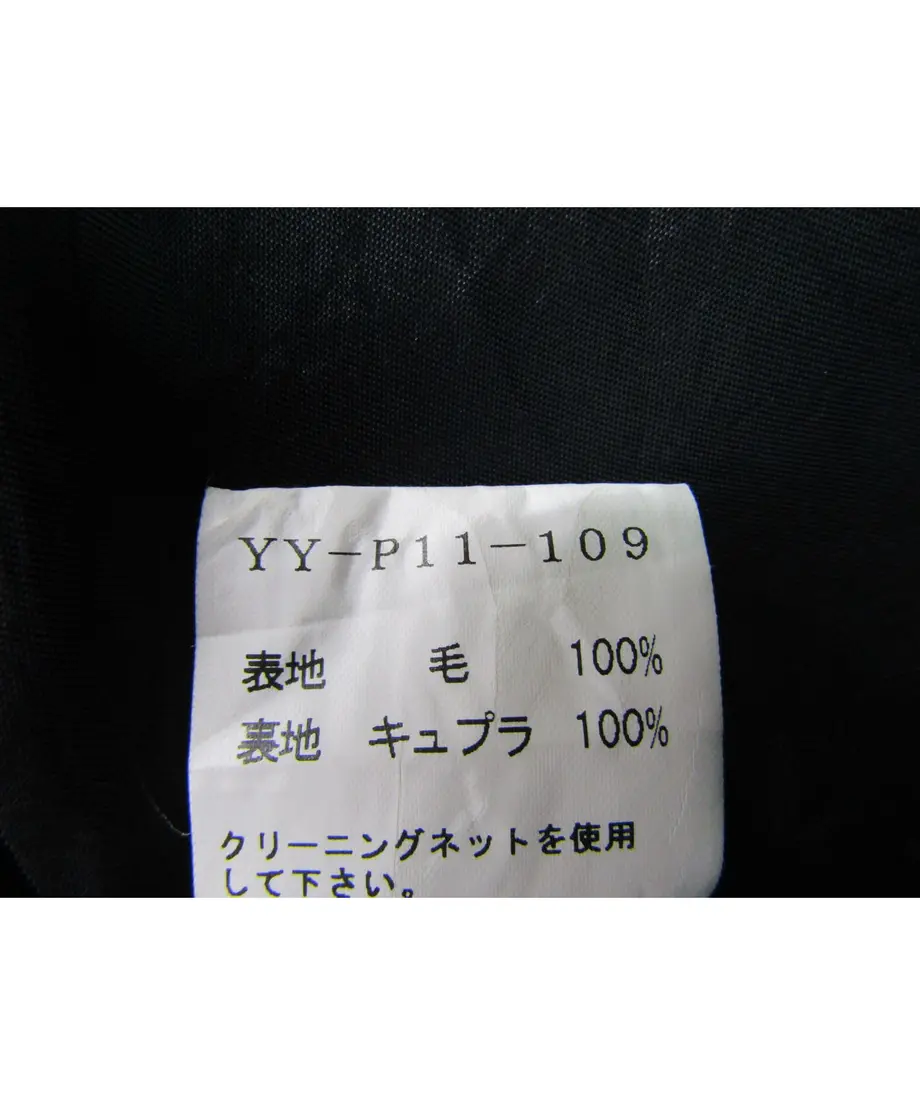 YY-P11-109
表地 毛 100%
裏地 キュプラ 100%
クリーニングネットを使用
して下さい。